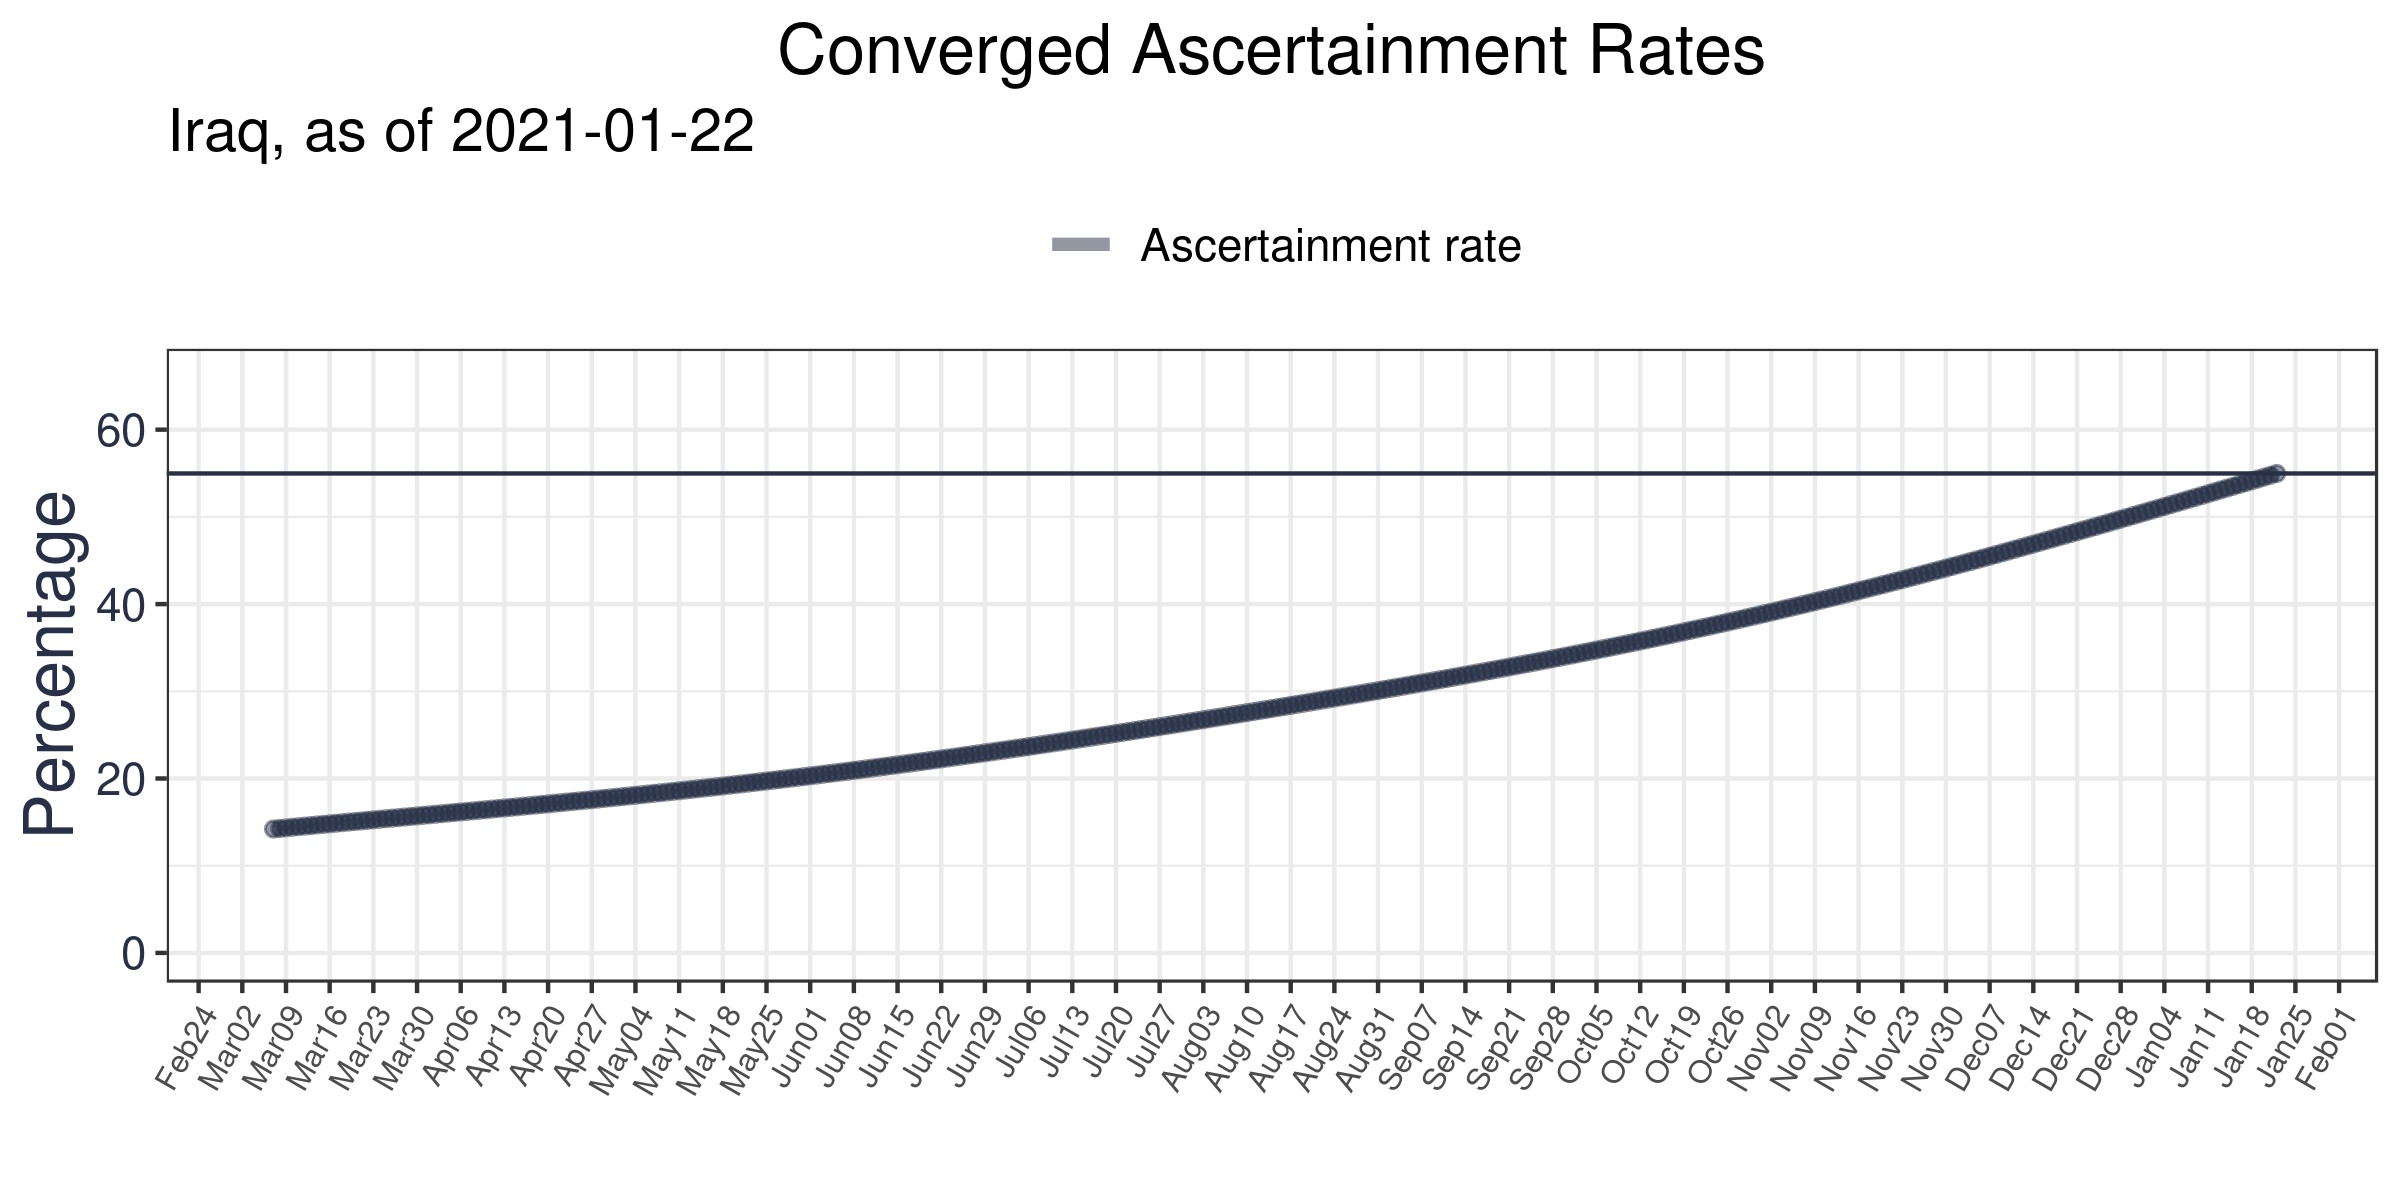 Converged Ascertainment Rates
Iraq, as of 2021-01-22
Ascertainment rate
Percentage
60
40
20
0
Feb24 Mar02 Mar09 Mar16 Mar23 Mar30 Apr06 Apr13 Apr20 Apr27 May04 May11 May18 May25 Jun01 Jun08 Jun15 Jun22 Jun29 Jul06 Jul13 Jul20 Jul27 Aug03 Aug10 Aug17 Aug24 Aug31 Sep07 Sep14 Sep21 Sep28 Oct05 Oct12 Oct19 Oct26 Nov02 Nov09 Nov16 Nov23 Nov30 Dec07 Dec14 Dec21 Dec28 Jan04 Jan11 Jan18 Jan25 Feb01